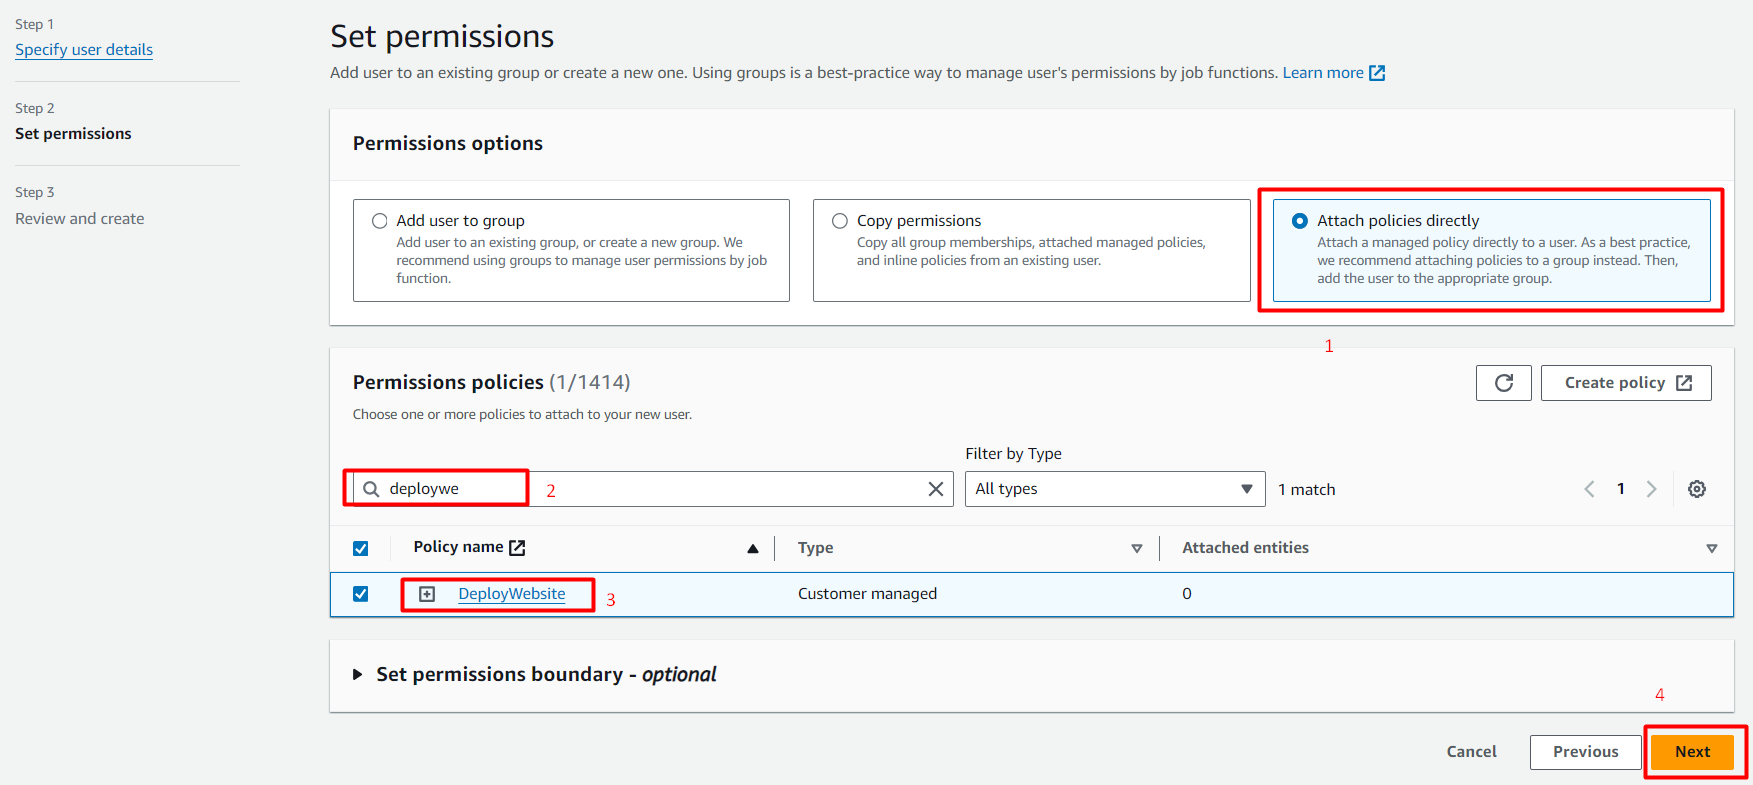 Step 1
Specify user details
Step 2
Set permissions
Step 3
Review and create
Set permissions
Add user to an existing group or create a new one. Using groups is a best-practice way to manage user's permissions by job functions. Learn more
Permissions options
Add user to group
Add user to an existing group, or create a new group. We
recommend using groups to manage user permissions by job
function.
Copy permissions
Copy all group memberships, attached managed policies,
and inline policies from an existing user.
Attach policies directly
Attach a managed policy directly to a user. As a best practice,
we recommend attaching policies to a group instead. Then,
add the user to the appropriate group.
1
Permissions policies (1/1414)
Create policy
Choose one or more policies to attach to your new user.
Filter by Type
deploywe
2
All types
1 match
1
Policy name
Type
Attached entities
DeployWebsite
3
Customer managed
0
Set permissions boundary - optional
4
Cancel
Previous
Next